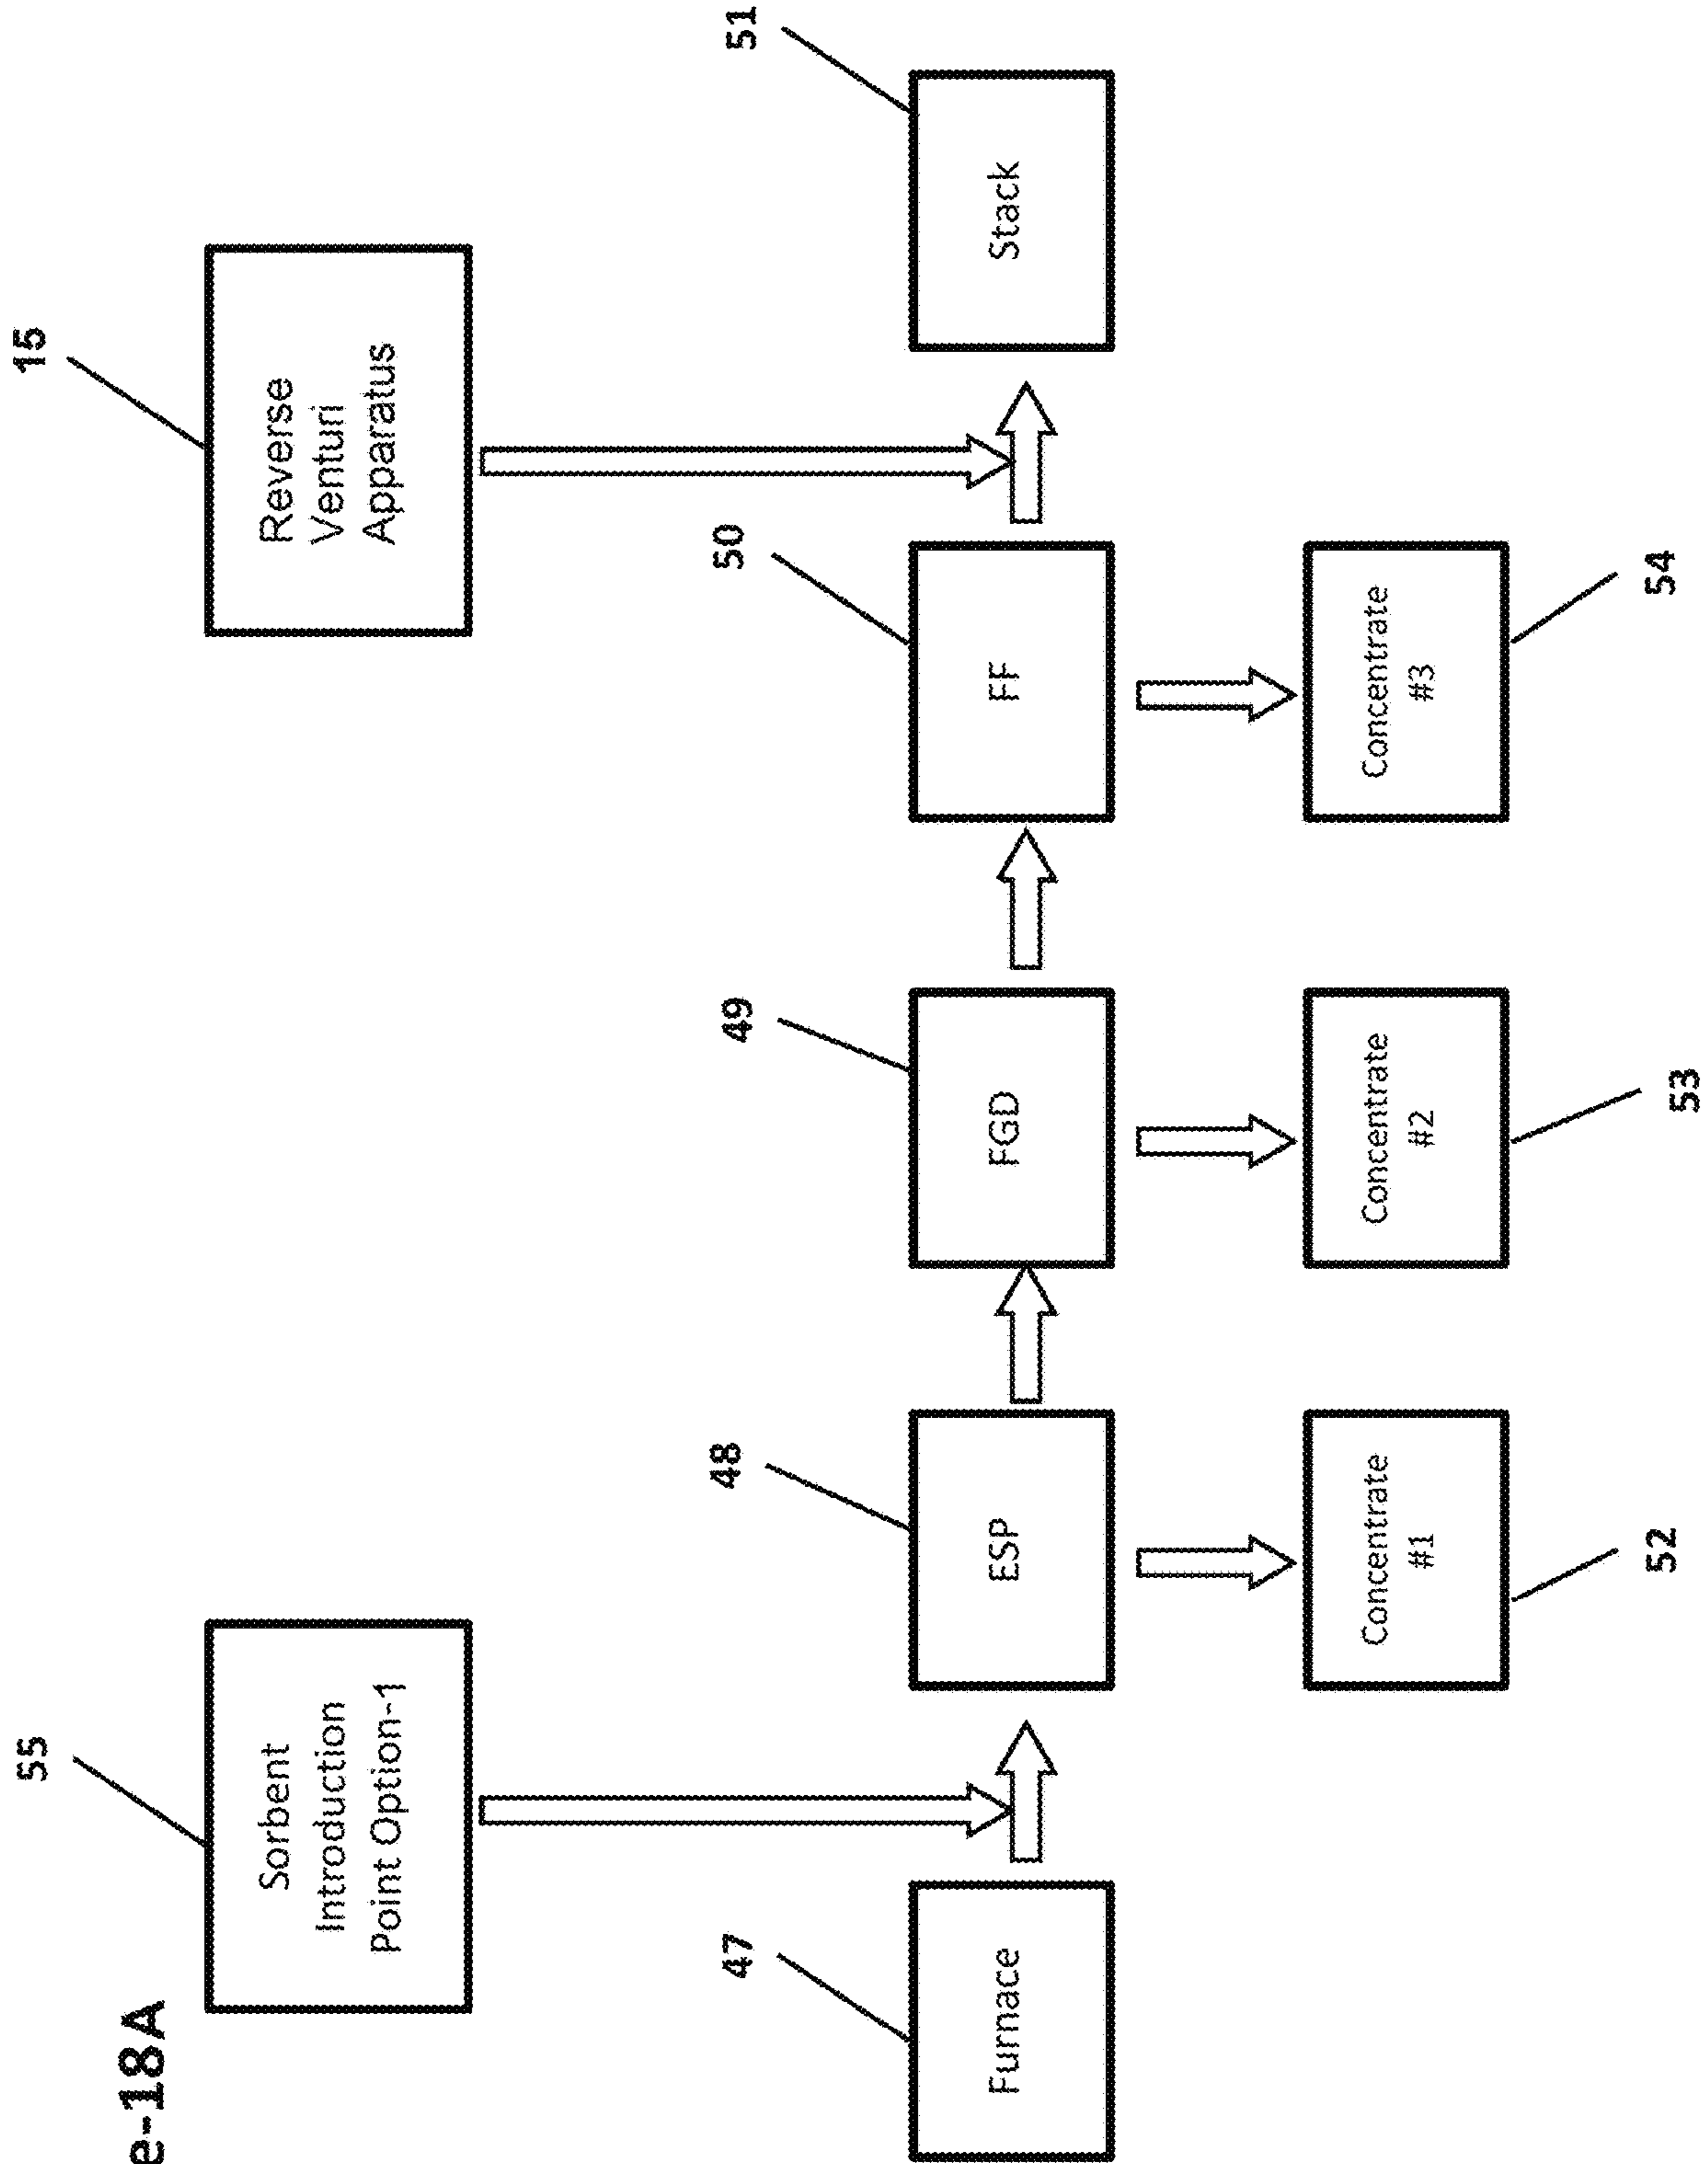 e-18A
55
15
Sorbent
Introduction
Point Option-1
Reverse
Venturi
Apparatus
47
48
49
50
51
Furnace
ESP
FGD
FF
Stack
Concentrate
#1
Concentrate
#2
Concentrate
#3
52
53
54